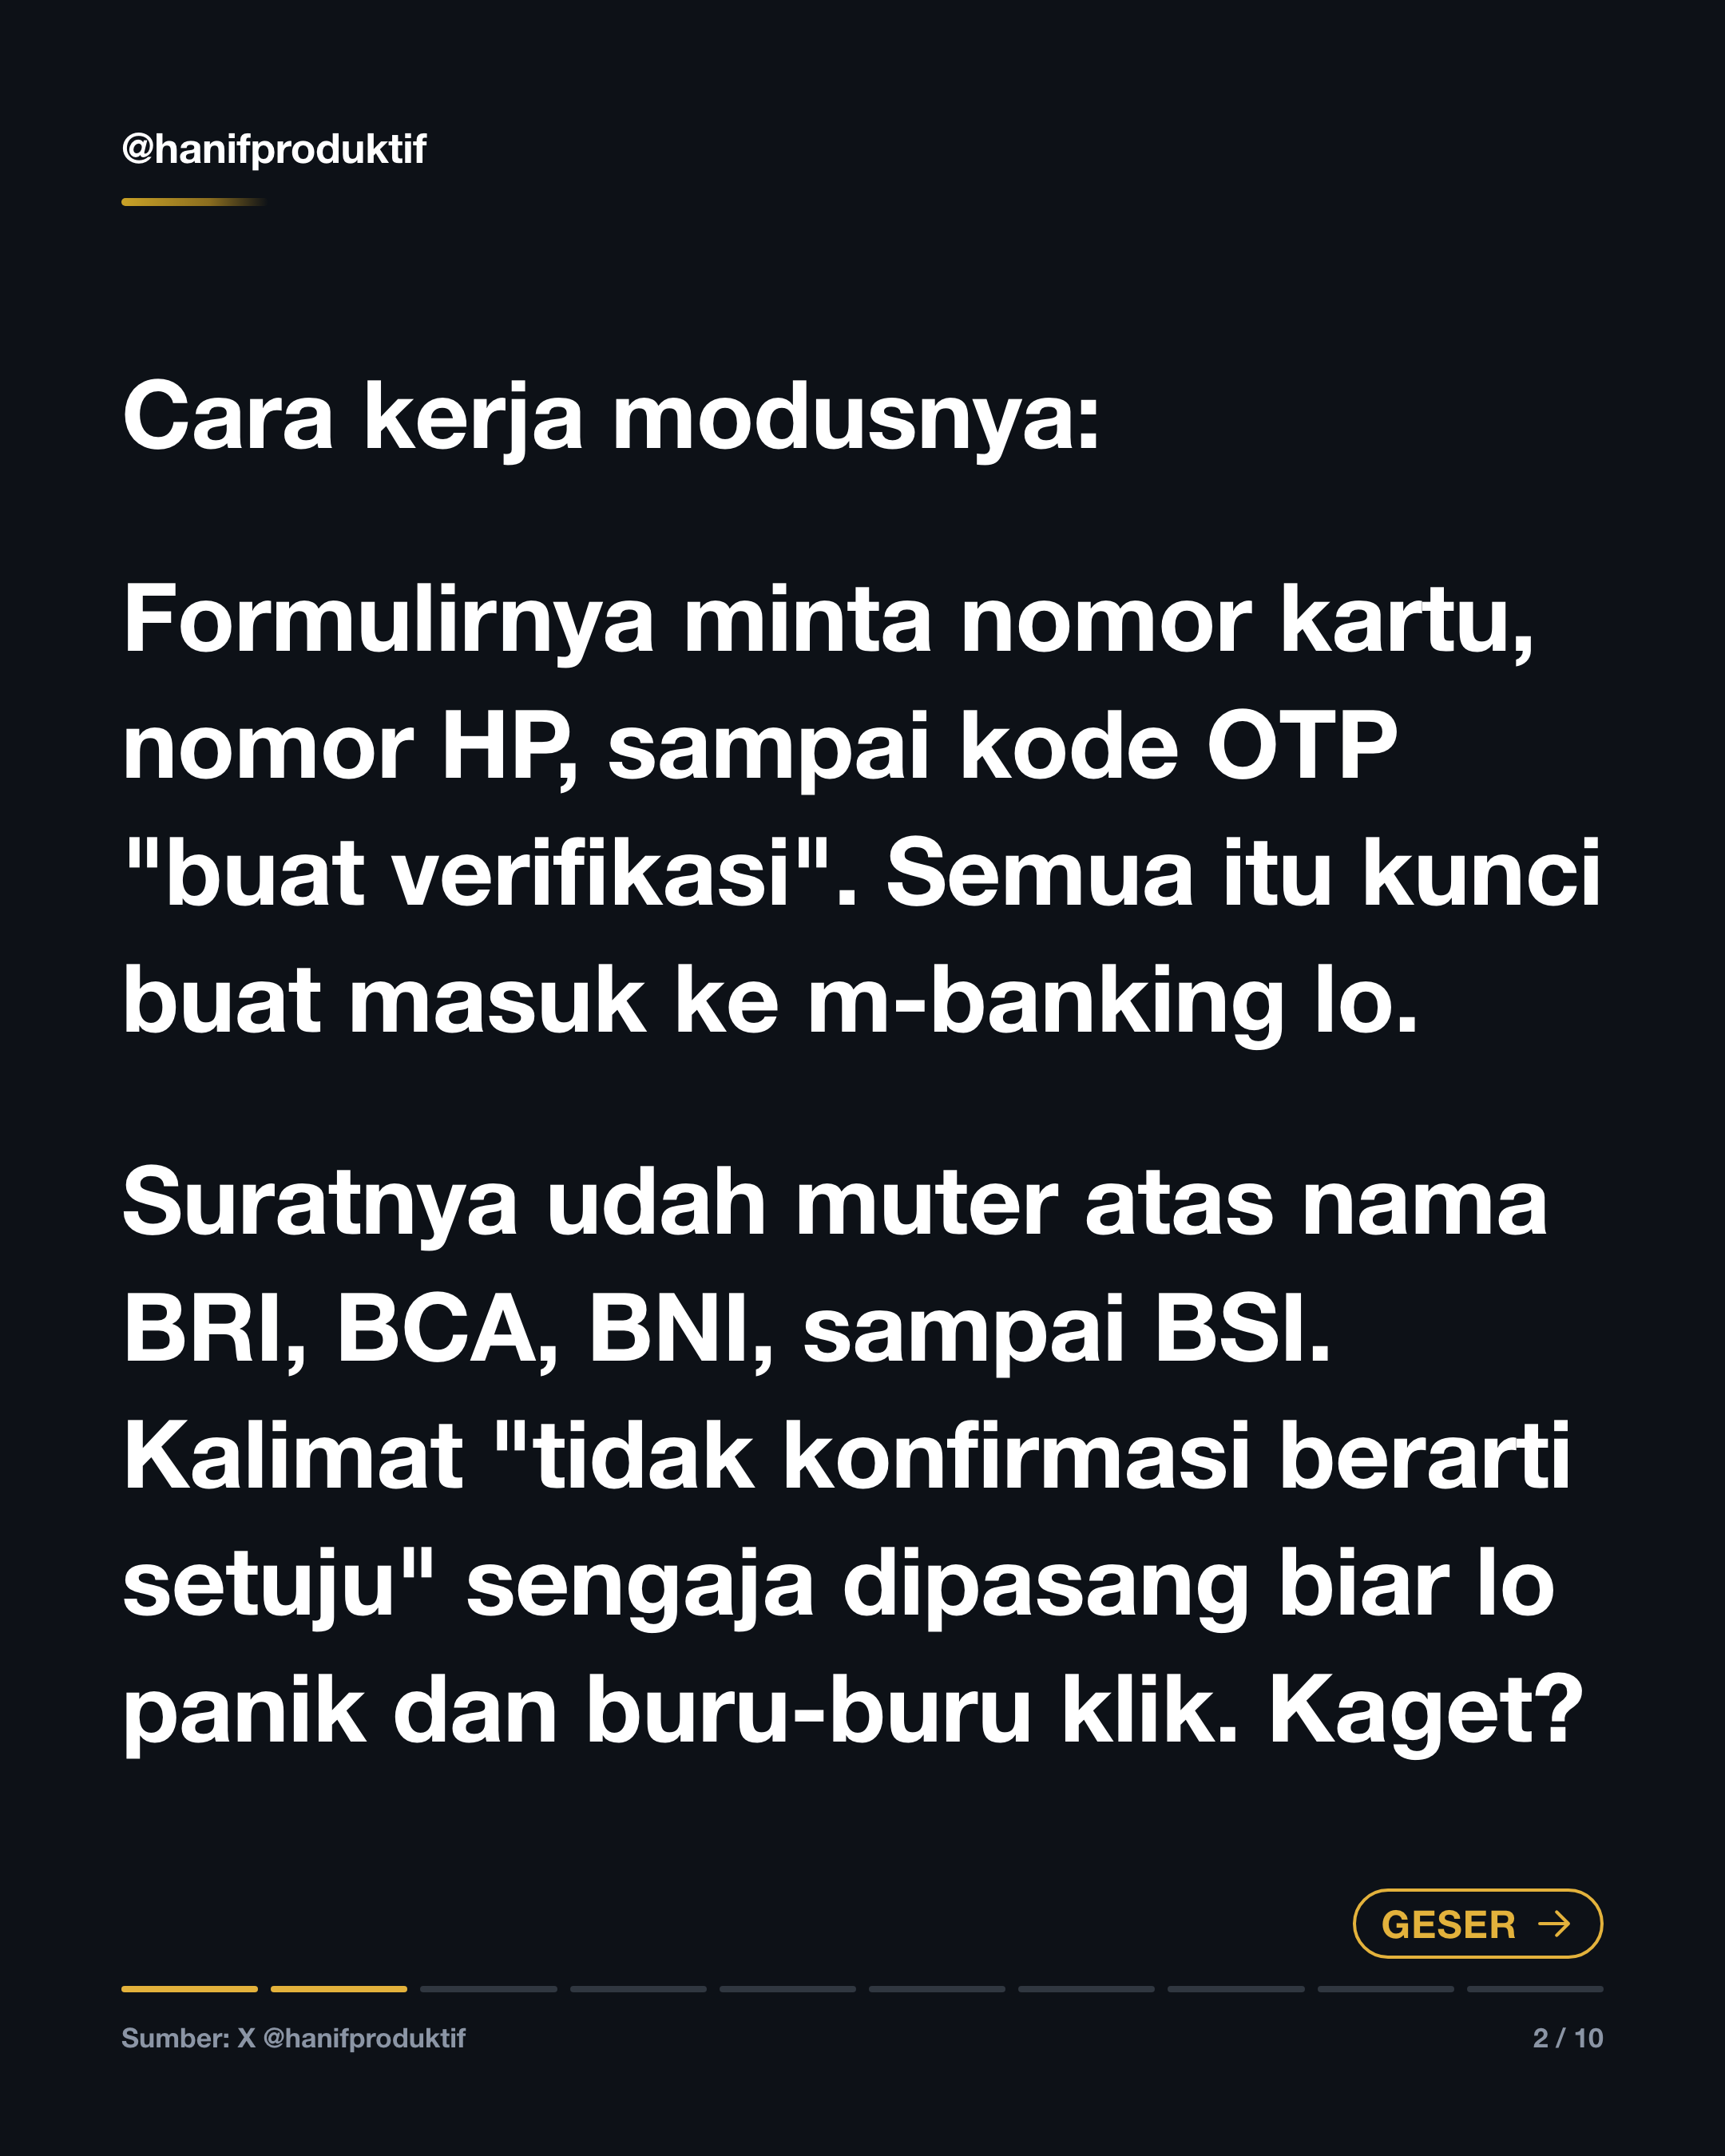 @hanifproduktif
Cara kerja modusnya:
Formulirnya minta nomor kartu,
nomor HP, sampai kode OTP
"buat verifikasi". Semua itu kunci
buat masuk ke m-banking lo.
Suratnya udah muter atas nama
BRI, BCA, BNI, sampai BSI.
Kalimat "tidak konfirmasi berarti
setuju" sengaja dipasang biar lo
panik dan buru-buru klik. Kaget?
GESER →
Sumber: X @hanifproduktif
2 / 10